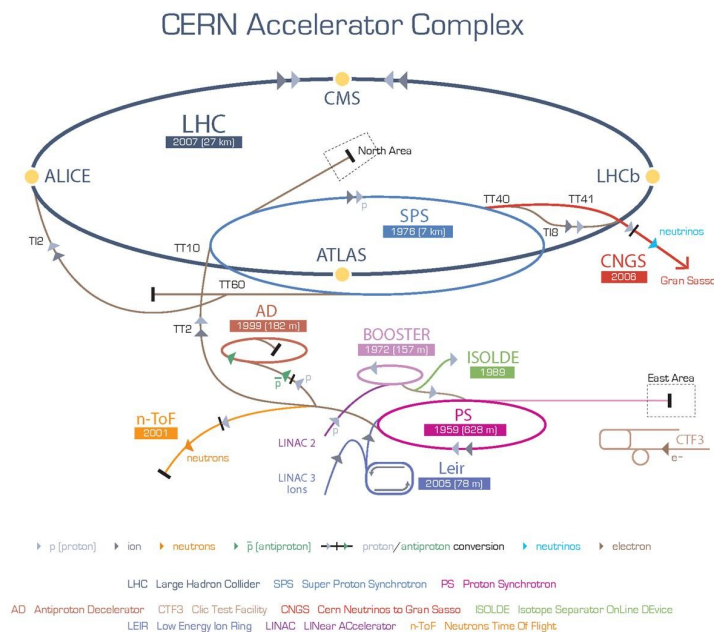 CERN Accelerator Complex
CMS
LHC
2007 (27 km)
North Area
ALICE
LHCb
TT40
TT41
p
SPS
1976 (7 km)
TI8
neutrinos
TI2
TT10
ATLAS
CNGS
2006
Gran Sasso
TT60
AD
1999 (182 m)
TT2
BOOSTER
1972 (157 m)
ISOLDE
1989
p
p̅
East Area
n-ToF
2001
PS
1959 (628 m)
LINAC 2
p
neutrons
CTF3
e-
LINAC 3
Ions
Leir
2005 (78 m)
p [proton] ion neutrons p̅ [antiproton] proton/antiproton conversion neutrinos electron
LHC Large Hadron Collider SPS Super Proton Synchrotron PS Proton Synchrotron
AD Antiproton Decelerator CTF3 Clic Test Facility CNGS Cern Neutrinos to Gran Sasso ISOLDE Isotope Separator OnLine DEvice
LEIR Low Energy Ion Ring LINAC LINear ACcelerator n-ToF Neutrons Time Of Flight